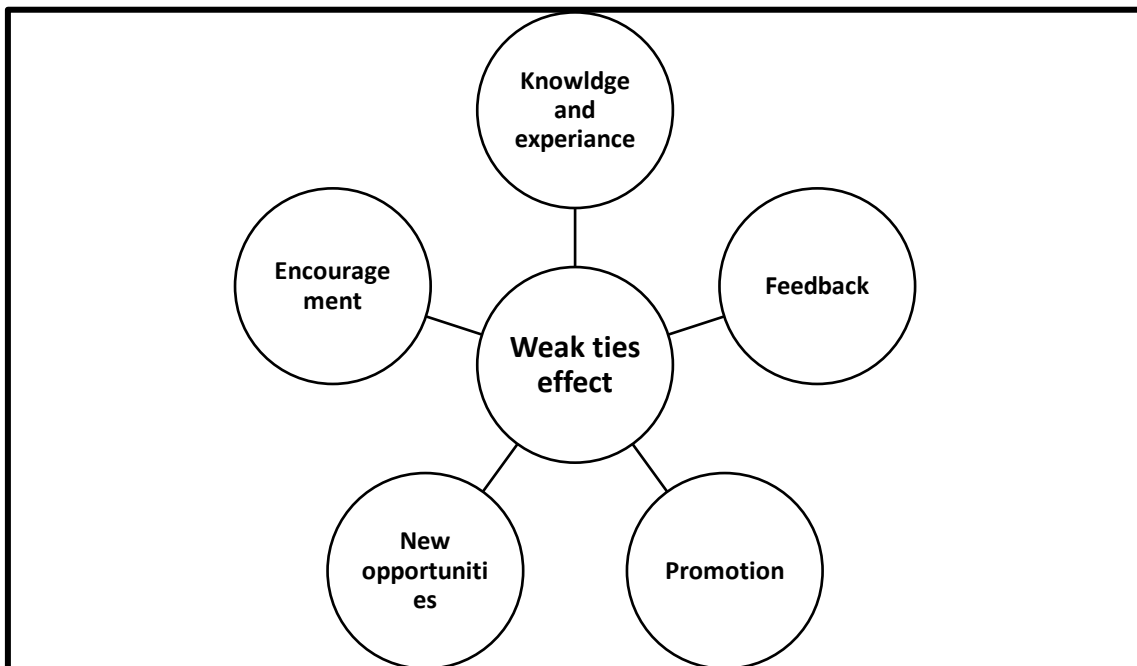 Knowldge
and
experiance
Encourage
ment
Feedback
Weak ties
effect
New
opportuniti
es
Promotion